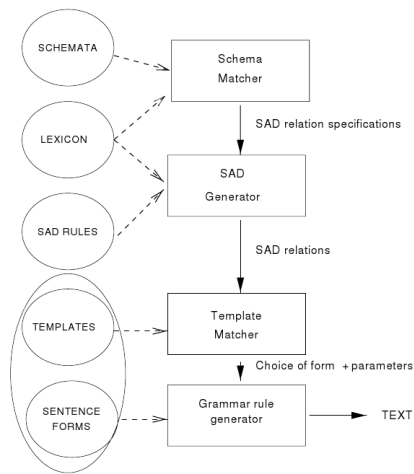 SCHEMATA
Schema
Matcher
SAD relation specifications
LEXICON
SAD
Generator
SAD RULES
SAD relations
TEMPLATES
Template
Matcher
Choice of form + parameters
SENTENCE
FORMS
Grammar rule
generator
TEXT